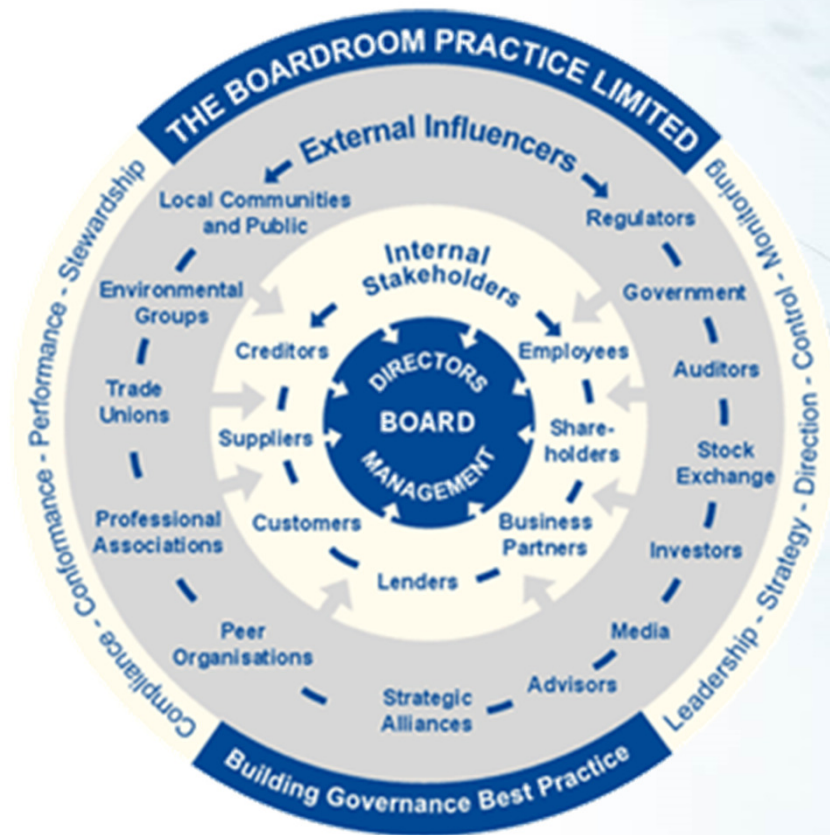 THE BOARDROOM PRACTICE LIMITED
External Influencers
Local Communities
and Public
Regulators
Environmental
Groups
Government
Trade
Unions
Auditors
Professional
Associations
Stock
Exchange
Peer
Organisations
Investors
Strategic
Alliances
Media
Advisors
Internal
Stakeholders
Creditors
Employees
Suppliers
Share-
holders
Customers
Business
Partners
Lenders
DIRECTORS
BOARD
MANAGEMENT
Compliance - Conformance - Performance - Stewardship
Leadership - Strategy - Direction - Control - Monitoring
Building Governance Best Practice